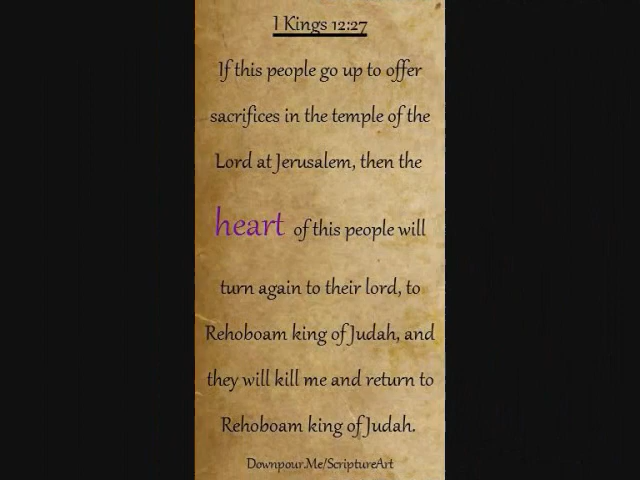 1 Kings 12:27
If this people go up to offer
sacrifices in the temple of the
Lord at Jerusalem, then the
heart of this people will
turn again to their lord, to
Rehoboam king of Judah, and
they will kill me and return to
Rehoboam king of Judah.
Downpour.Me/ScriptureArt